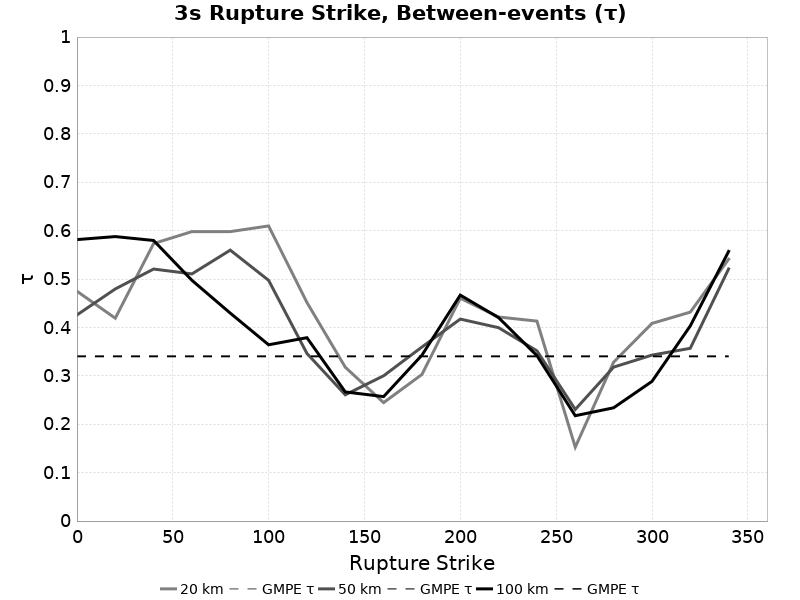 3s Rupture Strike, Between-events (τ)
1
0.9
0.8
0.7
0.6
0.5
0.4
0.3
0.2
0.1
0
τ
0 50 100 150 200 250 300 350
Rupture Strike
20 km GMPE τ 50 km GMPE τ 100 km GMPE τ